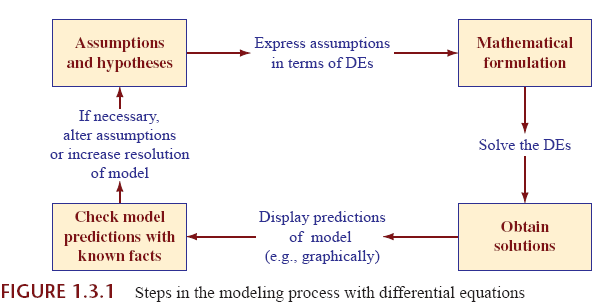 Assumptions
and hypotheses
Express assumptions
in terms of DEs
Mathematical
formulation
If necessary,
alter assumptions
or increase resolution
of model
Solve the DEs
Check model
predictions with
known facts
Display predictions
of model
(e.g., graphically)
Obtain
solutions
FIGURE 1.3.1 Steps in the modeling process with differential equations